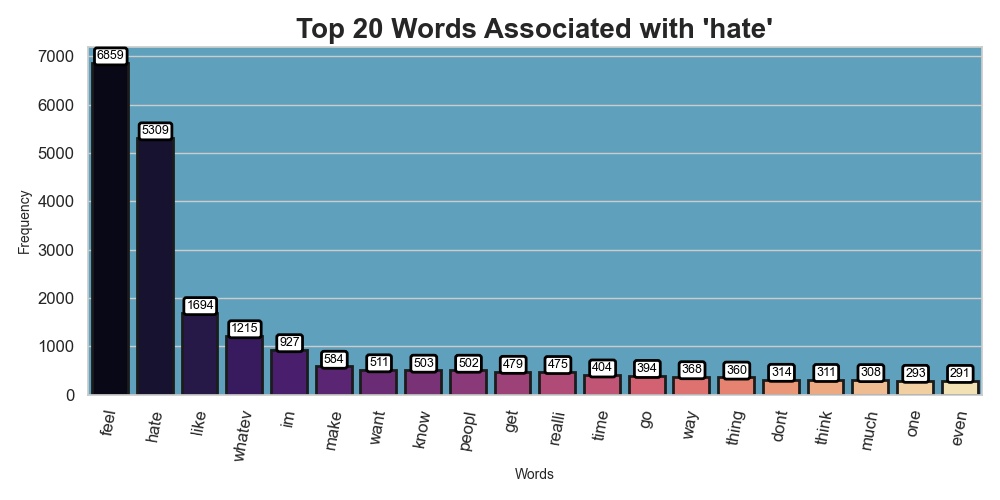 Top 20 Words Associated with 'hate'
7000
6000
5000
4000
3000
2000
1000
0
Frequency
6859
5309
1694
1215
927
584
511
503
502
479
475
404
394
368
360
314
311
308
293
291
feel
hate
like
whatev
im
make
want
know
peopl
get
realli
time
go
way
thing
dont
think
much
one
even
Words